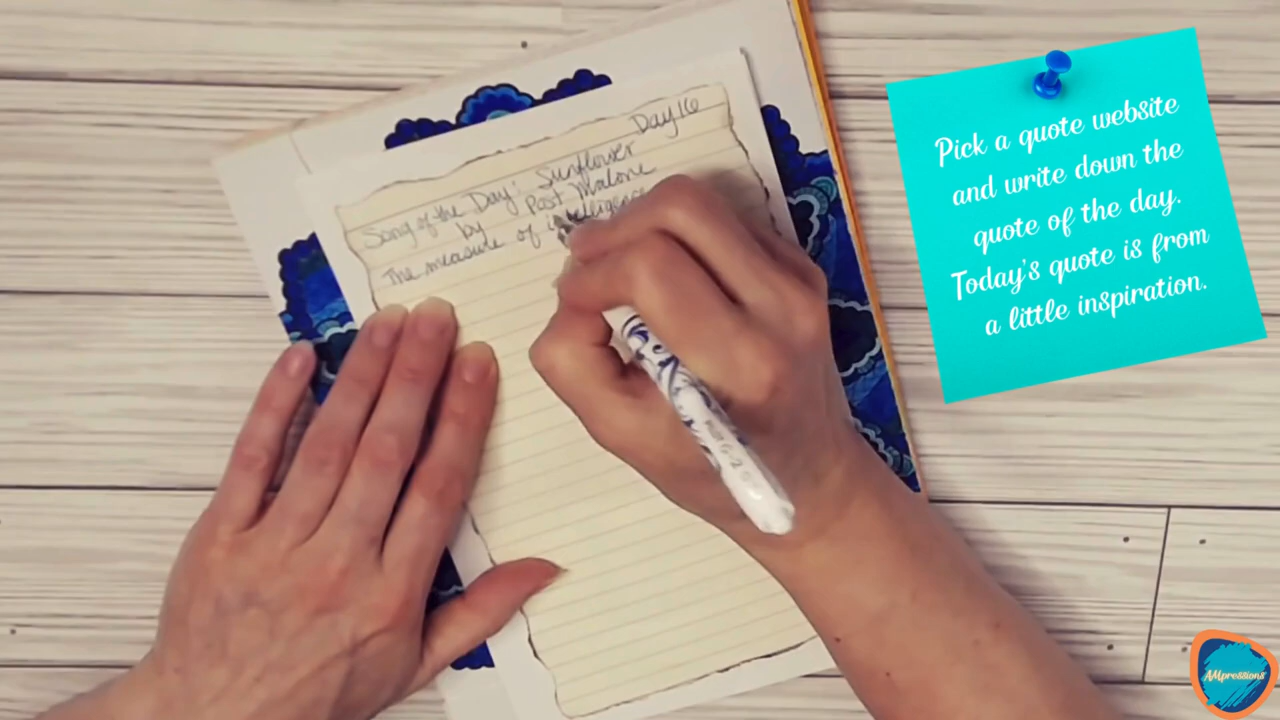 Day 16
Song of the Day: Sunflower
by Post Malone
The measure of intelligence
Pick a quote website
and write down the
quote of the day.
Today's quote is from
a little inspiration.
AMpressions